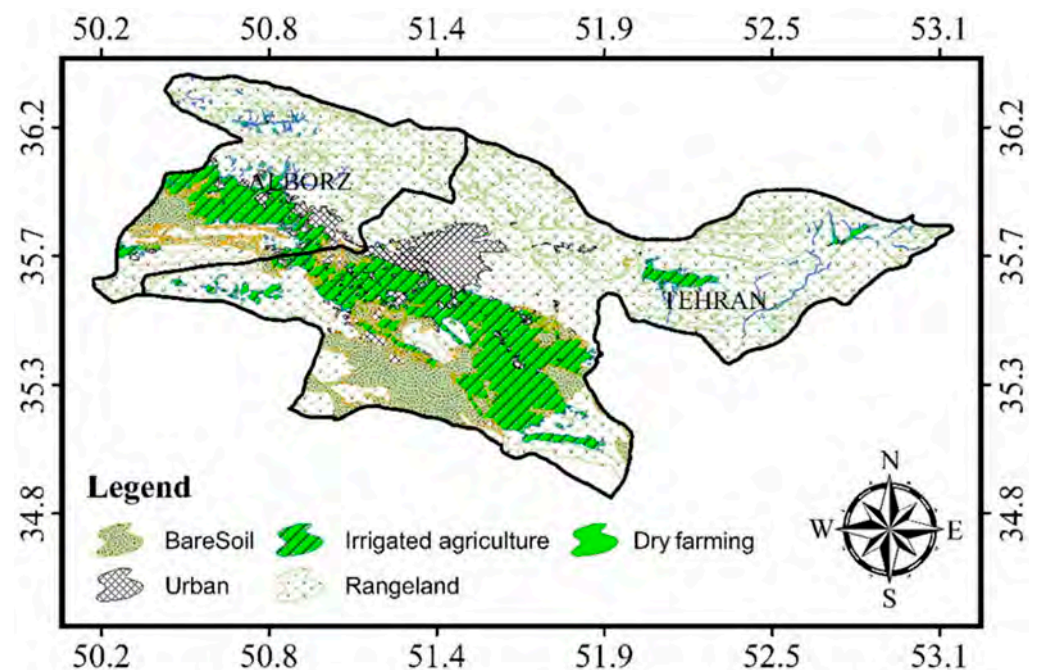 50.2 50.8 51.4 51.9 52.5 53.1
36.2 36.2
ALBORZ
35.7 35.7
TEHRAN
35.3 35.3
Legend
34.8 34.8
BareSoil Irrigated agriculture Dry farming
Urban Rangeland
N
W E
S
50.2 50.8 51.4 51.9 52.5 53.1